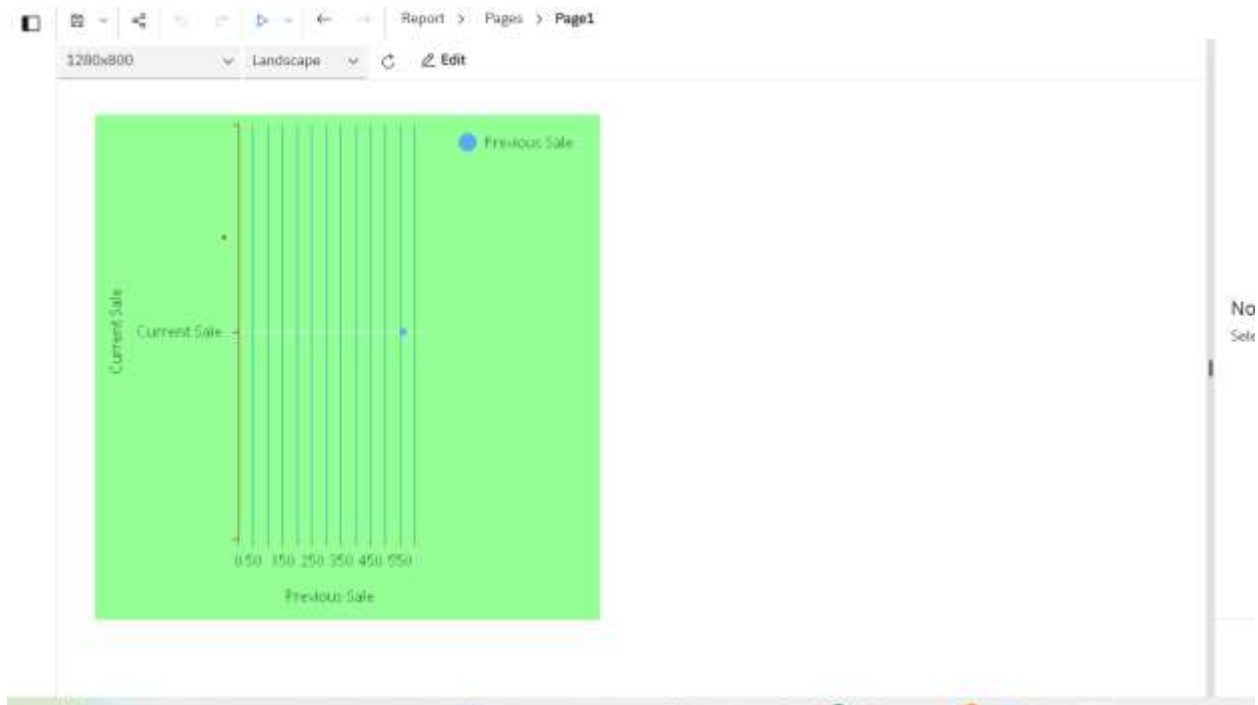 Report > Pages > Page1
1280x800 Landscape Edit
Previous Sale
Current Sale
Current Sale
0 50 150 250 350 450 550
Previous Sale
No
Sele